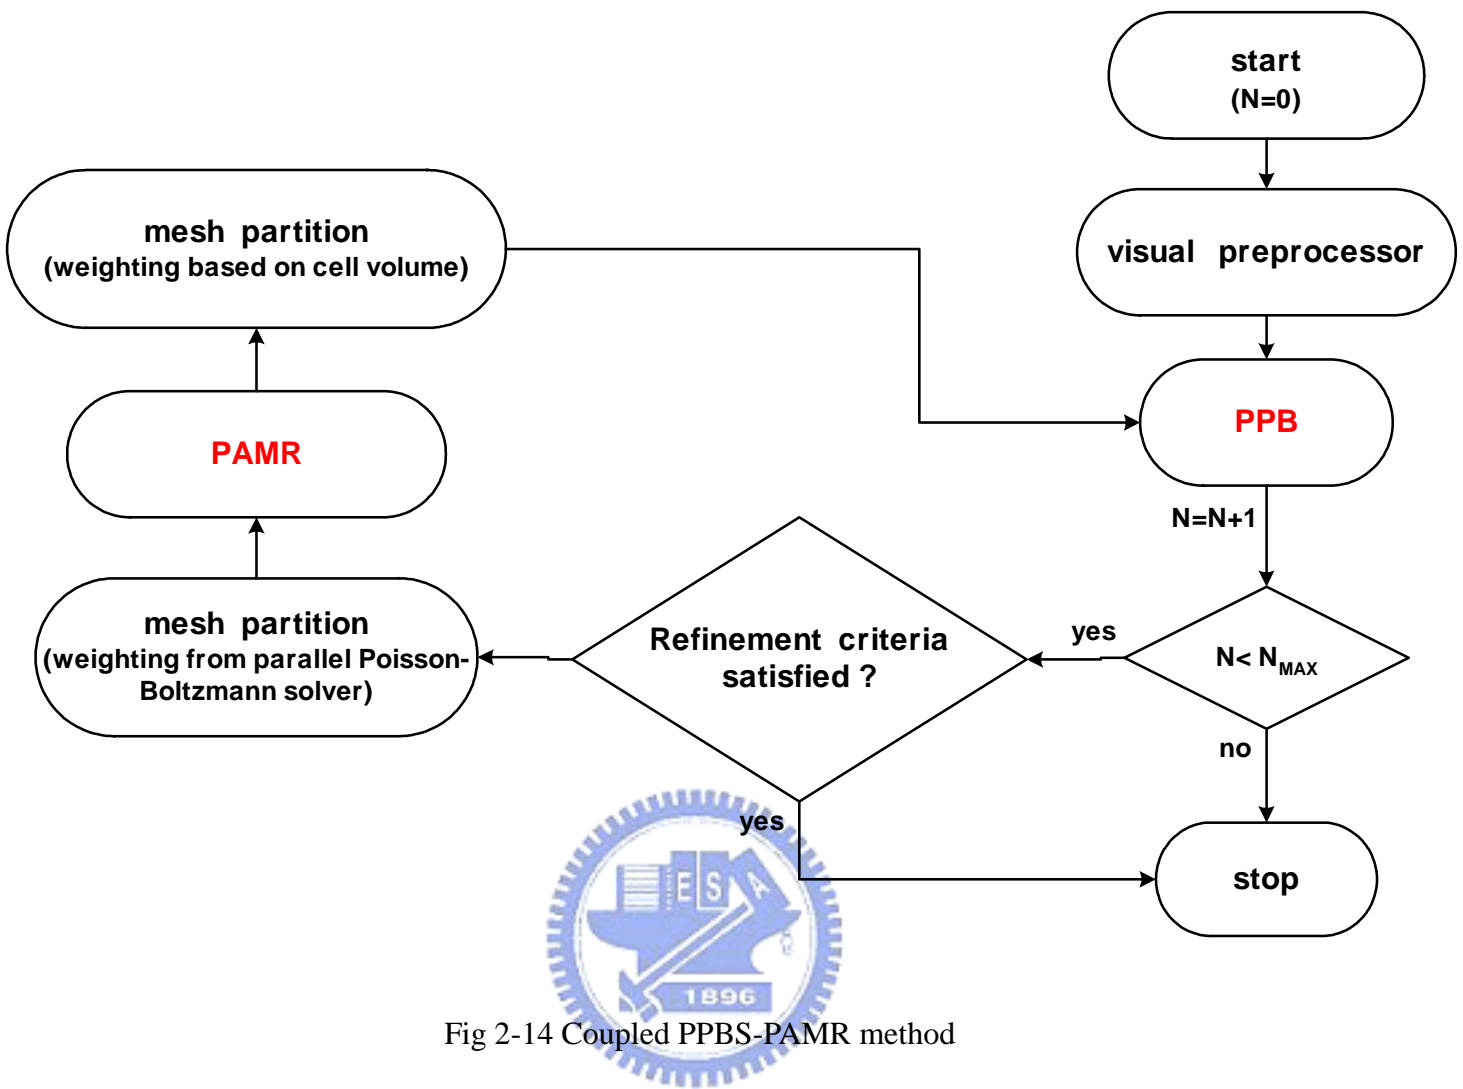 start
(N=0)
visual preprocessor
PPB
N=N+1
N< N_MAX
yes
no
stop
Refinement criteria
satisfied ?
yes
mesh partition
(weighting from parallel Poisson-
Boltzmann solver)
PAMR
mesh partition
(weighting based on cell volume)
E S A
1896
Fig 2-14 Coupled PPBS-PAMR method